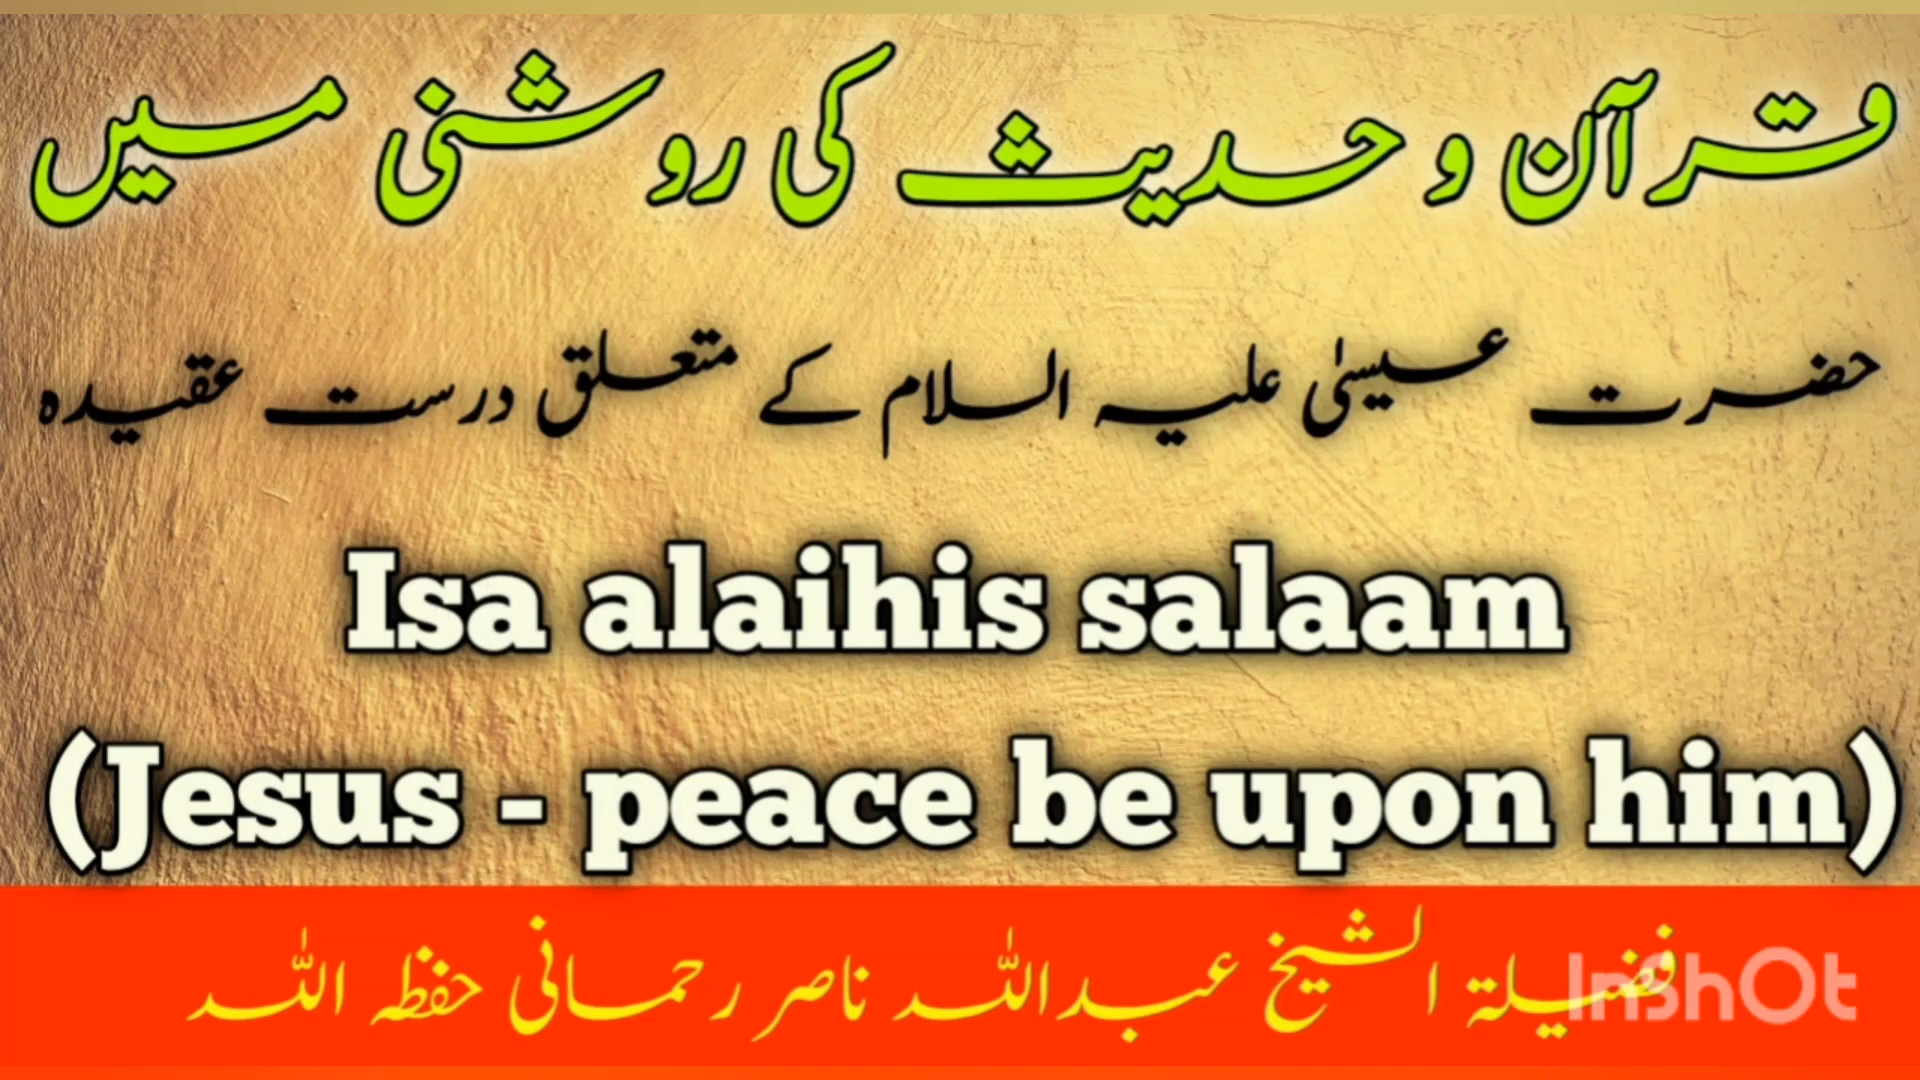 قرآن و حدیث کی روشنی میں
حضرت عیسیٰ علیہ السلام کے متعلق درست عقیدہ
Isa alaihis salaam
(Jesus - peace be upon him)
فضیلۃ الشیخ عبداللہ ناصر رحمانی حفظہ اللہ
InShOt